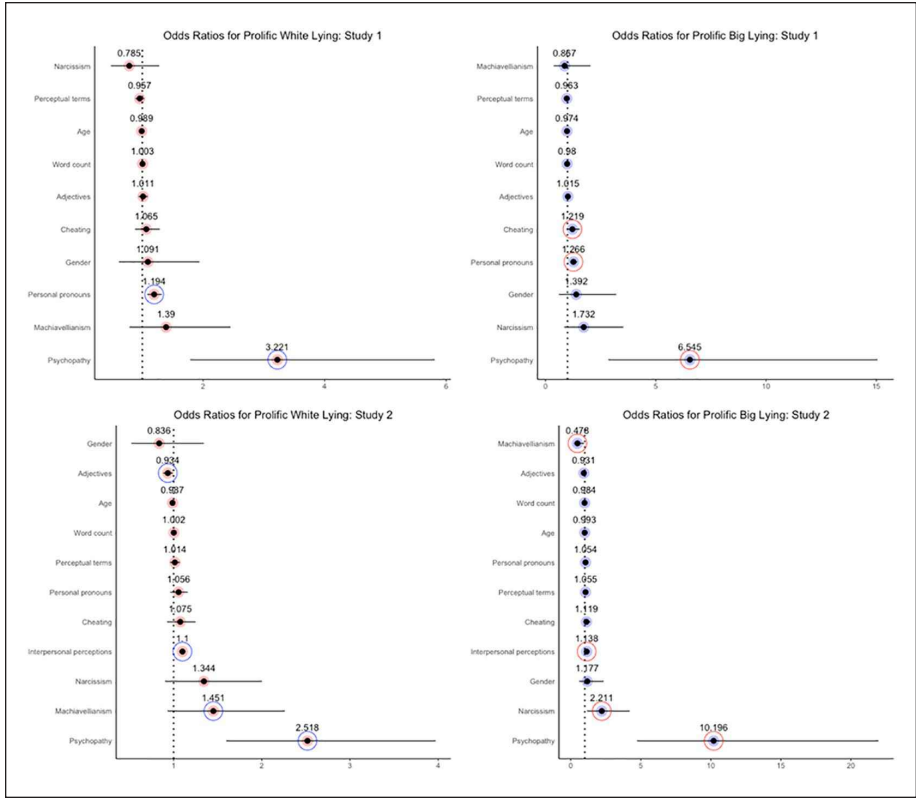 Odds Ratios for Prolific White Lying: Study 1
0.785
Narcissism
0.957
Perceptual terms
0.989
Age
1.003
Word count
1.011
Adjectives
1.065
Cheating
1.091
Gender
1.194
Personal pronouns
1.39
Machiavellianism
3.221
Psychopathy
2 4 6
Odds Ratios for Prolific Big Lying: Study 1
0.857
Machiavellianism
0.963
Perceptual terms
0.974
Age
0.98
Word count
1.015
Adjectives
1.219
Cheating
1.266
Personal pronouns
1.392
Gender
1.732
Narcissism
6.545
Psychopathy
0 5 10 15
Odds Ratios for Prolific White Lying: Study 2
0.836
Gender
0.934
Adjectives
0.987
Age
1.002
Word count
1.014
Perceptual terms
1.056
Personal pronouns
1.075
Cheating
1.1
Interpersonal perceptions
1.344
Narcissism
1.451
Machiavellianism
2.518
Psychopathy
1 2 3 4
Odds Ratios for Prolific Big Lying: Study 2
0.478
Machiavellianism
0.931
Adjectives
0.984
Word count
0.993
Age
1.054
Personal pronouns
1.055
Perceptual terms
1.119
Cheating
1.138
Interpersonal perceptions
1.177
Gender
2.211
Narcissism
10.196
Psychopathy
0 5 10 15 20